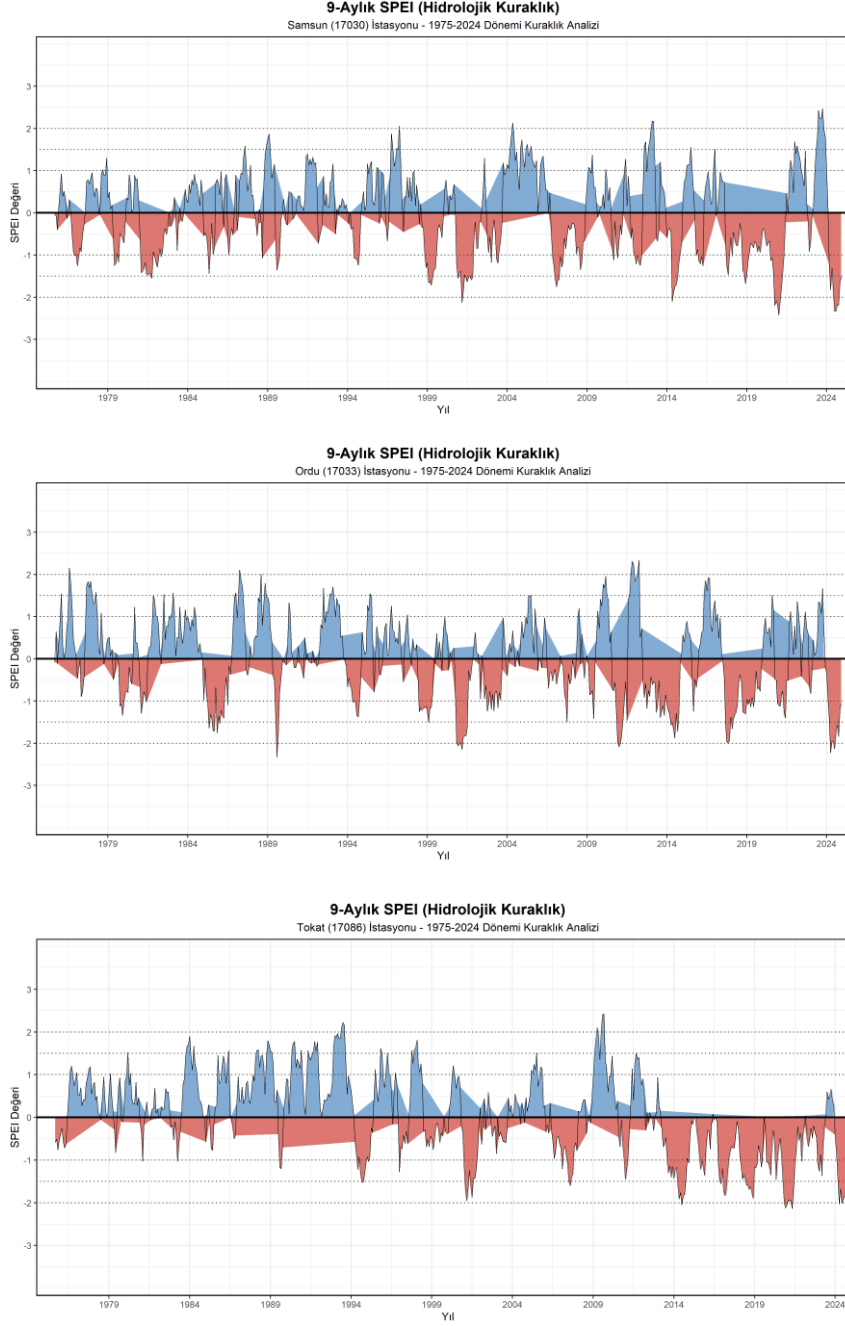 9-Aylık SPEI (Hidrolojik Kuraklık)
Samsun (17030) İstasyonu - 1975-2024 Dönemi Kuraklık Analizi
SPEI Değeri
3
2
1
0
-1
-2
-3
1979 1984 1989 1994 1999 2004 2009 2014 2019 2024
Yıl
9-Aylık SPEI (Hidrolojik Kuraklık)
Ordu (17033) İstasyonu - 1975-2024 Dönemi Kuraklık Analizi
SPEI Değeri
3
2
1
0
-1
-2
-3
1979 1984 1989 1994 1999 2004 2009 2014 2019 2024
Yıl
9-Aylık SPEI (Hidrolojik Kuraklık)
Tokat (17086) İstasyonu - 1975-2024 Dönemi Kuraklık Analizi
SPEI Değeri
3
2
1
0
-1
-2
-3
1979 1984 1989 1994 1999 2004 2009 2014 2019 2024
Yıl